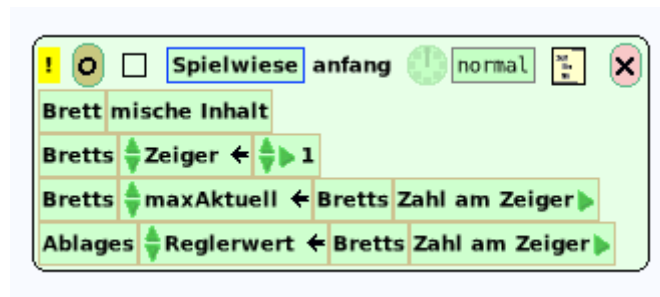 ! Spielwiese anfang normal
Brett mische Inhalt
Bretts Zeiger ← 1
Bretts maxAktuell ← Bretts Zahl am Zeiger
Ablages Reglerwert ← Bretts Zahl am Zeiger